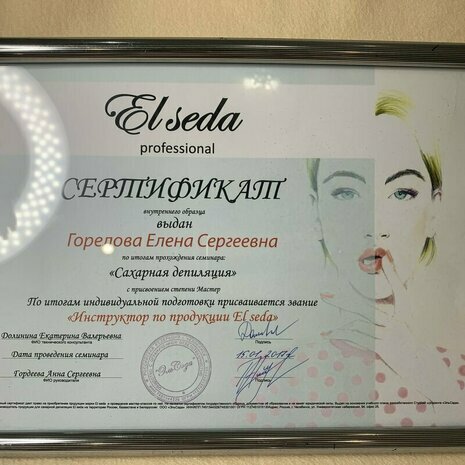 El seda
professional
СЕРТИФИКАТ
внутреннего образца
выдан
Горелова Елена Сергеевна
по итогам прохождения семинара:
«Сахарная депиляция»
с присвоением степени Мастер
По итогам индивидуальной подготовки присваивается звание
«Инструктор по продукции El seda»
Долинина Екатерина Валерьевна
ФИО технического консультанта
Подпись
Дата проведения семинара
Гордеева Анна Сергеевна
ФИО руководителя
Подпись
"ЭльСэда"